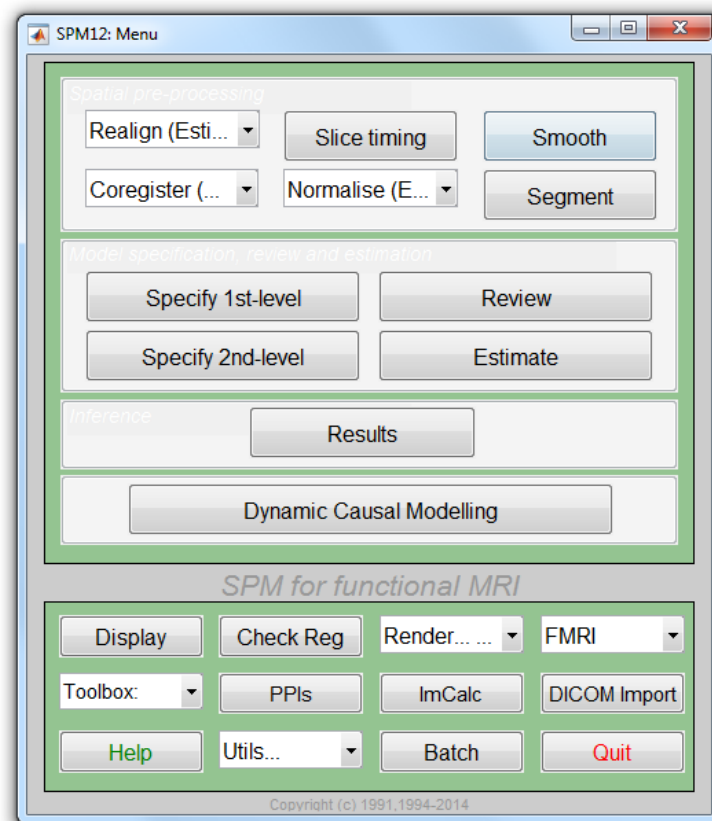 SPM12: Menu
Spatial pre-processing
Realign (Esti... Slice timing Smooth
Coregister (... Normalise (E... Segment
Model specification, review and estimation
Specify 1st-level Review
Specify 2nd-level Estimate
Inference
Results
Dynamic Causal Modelling
SPM for functional MRI
Display Check Reg Render... ... FMRI
Toolbox: PPIs ImCalc DICOM Import
Help Utils... Batch Quit
Copyright (c) 1991,1994-2014